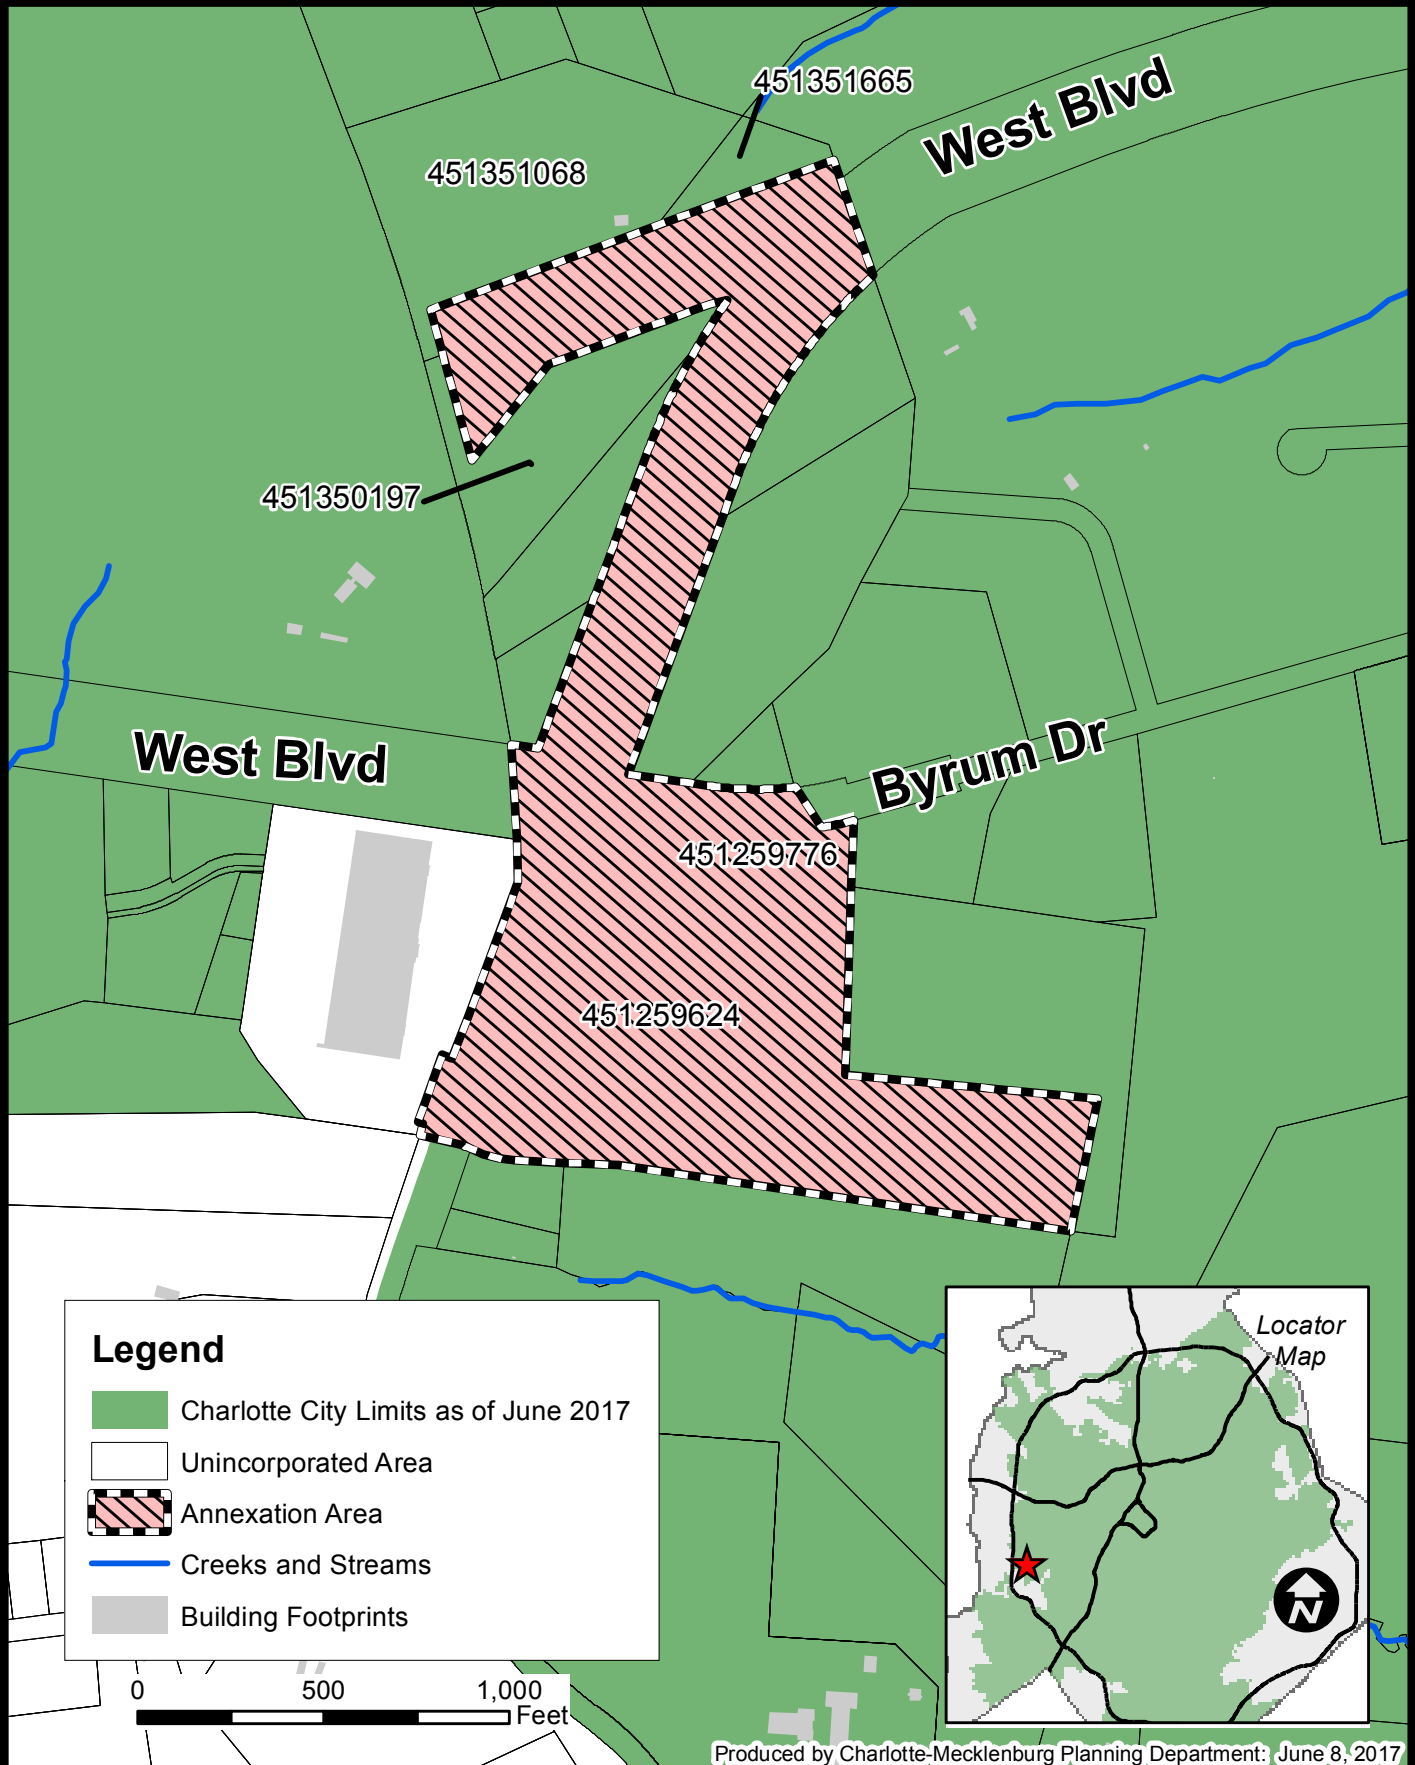 451351665
West Blvd
451351068
451350197
West Blvd
Byrum Dr
451259776
451259624
Legend
Charlotte City Limits as of June 2017
Unincorporated Area
Annexation Area
Creeks and Streams
Building Footprints
0 500 1,000
Feet
Locator
Map
N
Produced by Charlotte-Mecklenburg Planning Department: June 8, 2017